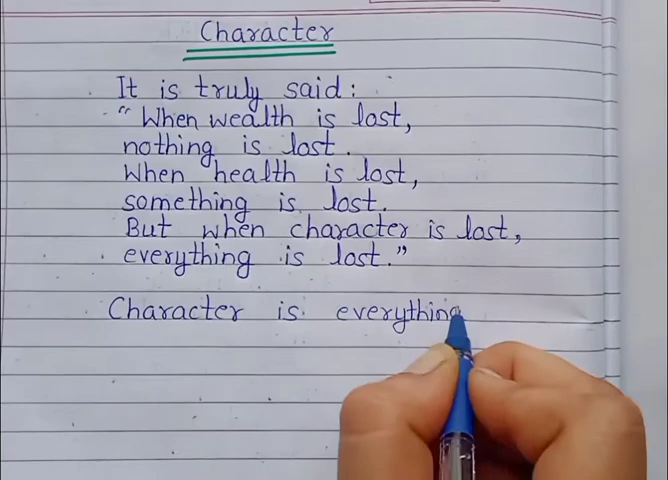 Character
It is truly said:
"When wealth is lost,
nothing is lost.
When health is lost,
something is lost.
But when character is lost,
everything is lost."
Character is everything